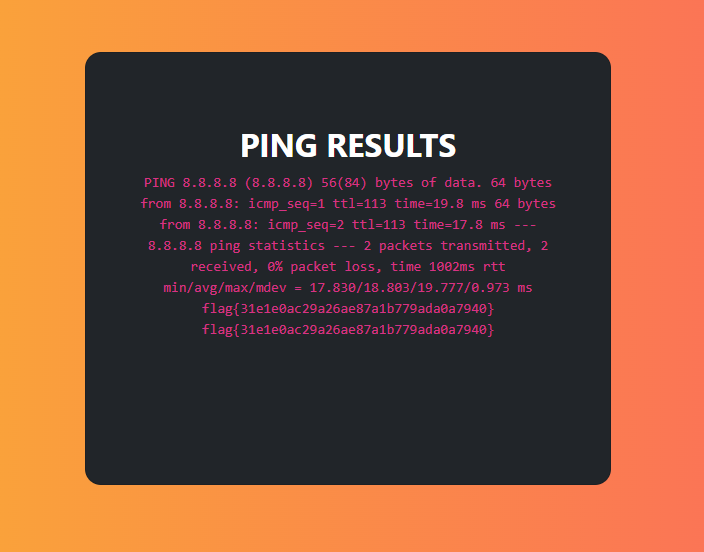 PING RESULTS
PING 8.8.8.8 (8.8.8.8) 56(84) bytes of data. 64 bytes
from 8.8.8.8: icmp_seq=1 ttl=113 time=19.8 ms 64 bytes
from 8.8.8.8: icmp_seq=2 ttl=113 time=17.8 ms ---
8.8.8.8 ping statistics --- 2 packets transmitted, 2
received, 0% packet loss, time 1002ms rtt
min/avg/max/mdev = 17.830/18.803/19.777/0.973 ms
flag{31e1e0ac29a26ae87a1b779ada0a7940}
flag{31e1e0ac29a26ae87a1b779ada0a7940}